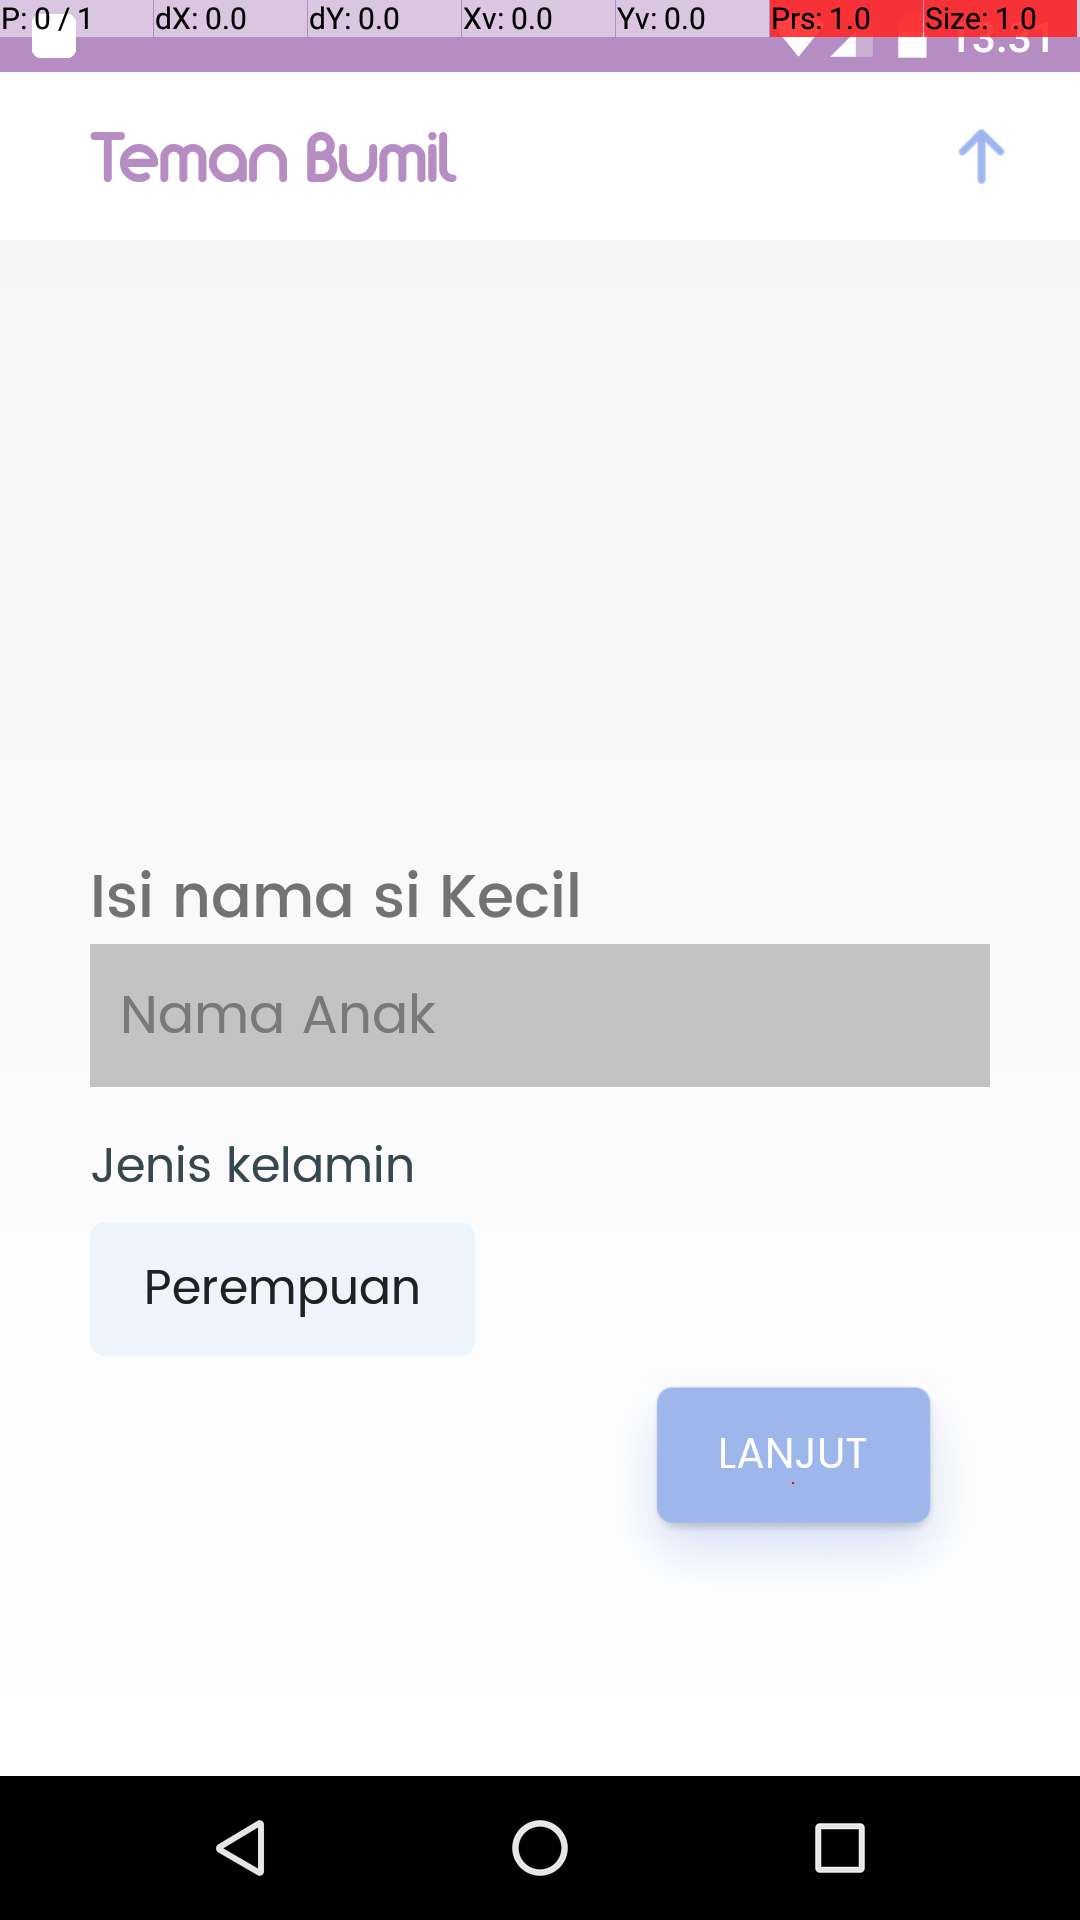 P: 0 / 1 dX: 0.0 dY: 0.0 Xv: 0.0 Yv: 0.0 Prs: 1.0 Size: 1.0
13:31
Teman Bumil
Isi nama si Kecil
Nama Anak
Jenis kelamin
Perempuan
LANJUT